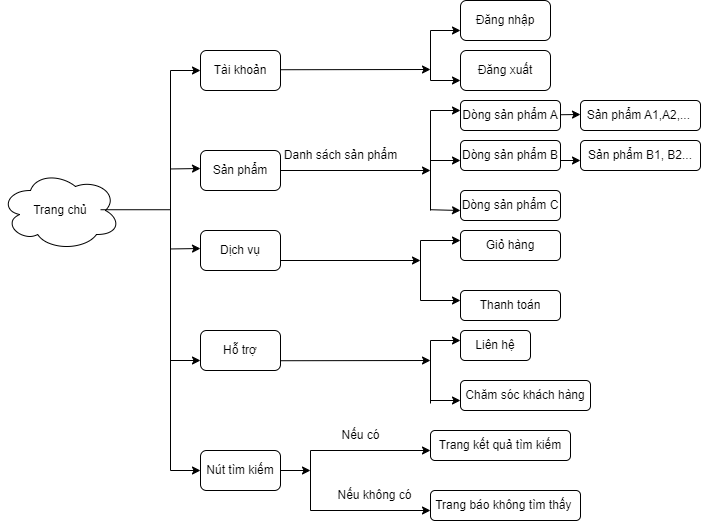 Đăng nhập
Tài khoản
Đăng xuất
Dòng sản phẩm A
Sản phẩm A1,A2,...
Danh sách sản phẩm
Dòng sản phẩm B
Sản phẩm B1, B2...
Sản phẩm
Dòng sản phẩm C
Trang chủ
Giỏ hàng
Dịch vụ
Thanh toán
Liên hệ
Hỗ trợ
Chăm sóc khách hàng
Nếu có
Trang kết quả tìm kiếm
Nút tìm kiếm
Nếu không có
Trang báo không tìm thấy